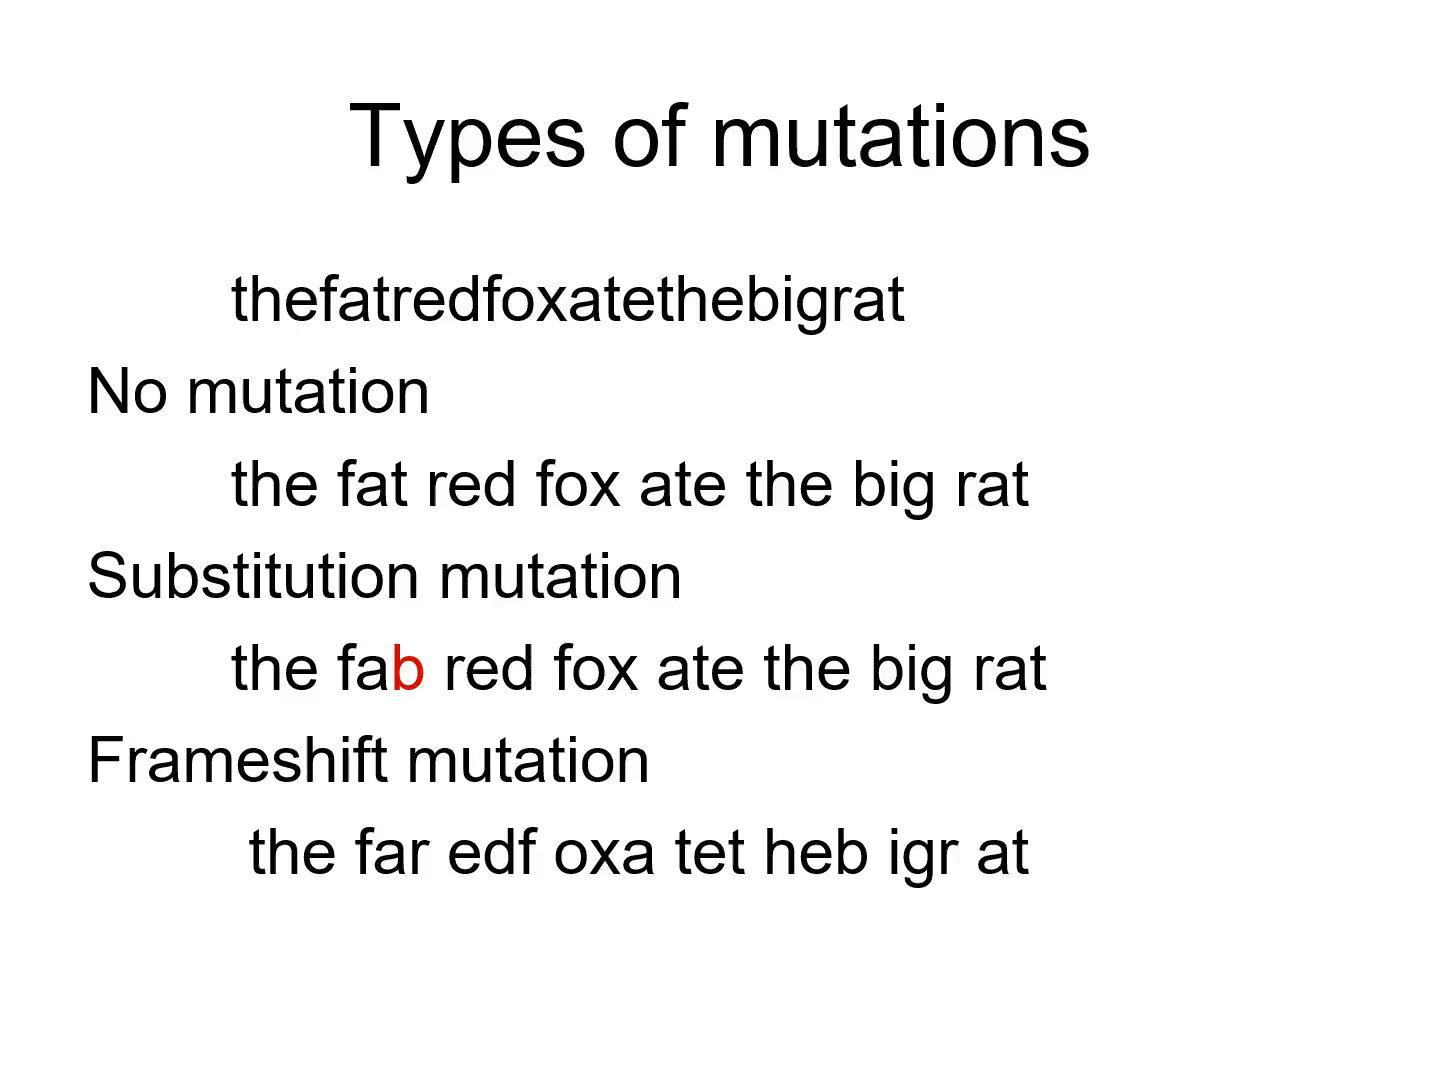 Types of mutations
thefatredfoxatethebigrat
No mutation
the fat red fox ate the big rat
Substitution mutation
the fab red fox ate the big rat
Frameshift mutation
the far edf oxa tet heb igr at